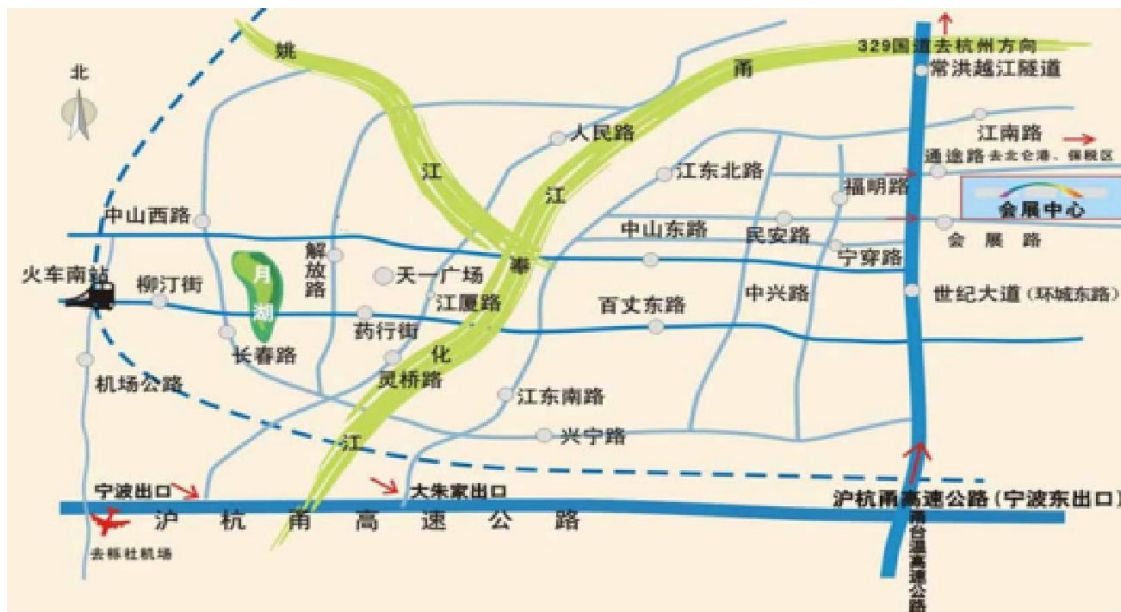 329国道去杭州方向
姚
甬
常洪越江隧道
北
江南路
人民路
通途路
去北仑港、保税区
江
江
江东北路
福明路
会展中心
中山西路
中山东路
民安路
会展路
解放路
宁穿路
奉
火车南站
柳汀街
月湖
天一广场
江厦路
百丈东路
中兴路
世纪大道(环城东路)
药行街
长春路
化
灵桥路
机场公路
江东南路
江
兴宁路
宁波出口
大朱家出口
沪杭甬高速公路(宁波东出口)
沪杭甬高速公路
去栎社机场
甬台温高速公路